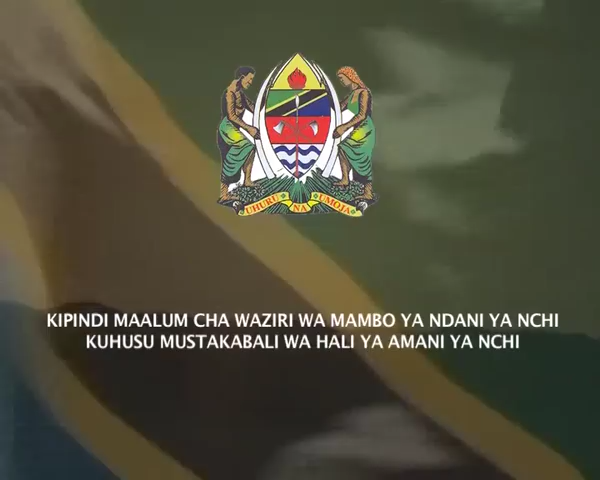 UHURU NA UMOJA
KIPINDI MAALUM CHA WAZIRI WA MAMBO YA NDANI YA NCHI
KUHUSU MUSTAKABALI WA HALI YA AMANI YA NCHI